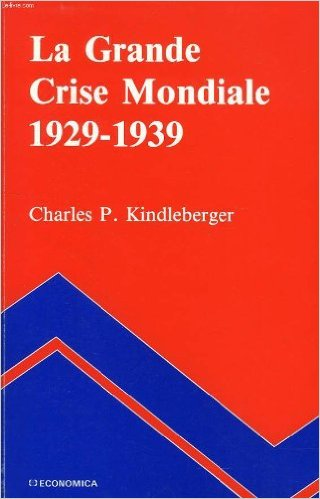 La Grande
Crise Mondiale
1929-1939
Charles P. Kindleberger
ECONOMICA